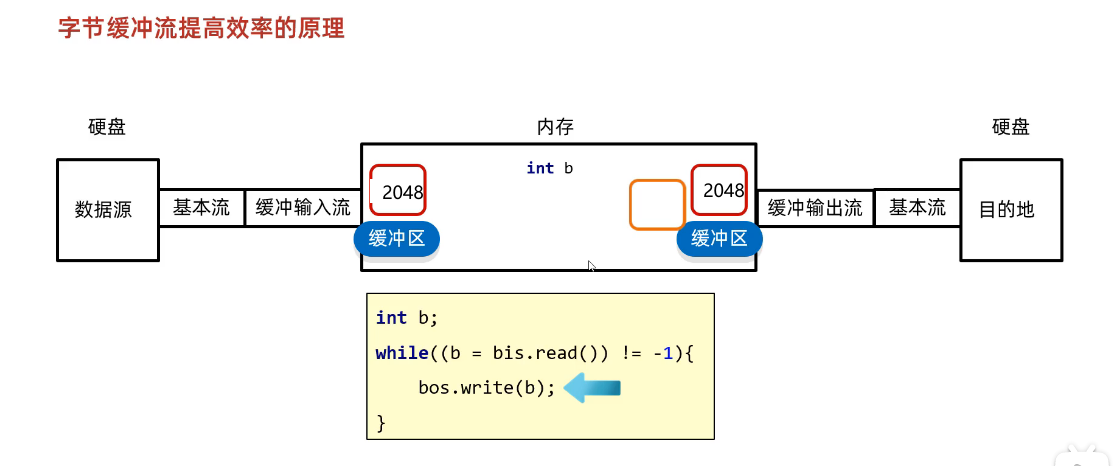 字节缓冲流提高效率的原理
硬盘
内存
硬盘
int b
数据源
基本流
缓冲输入流
2048
缓冲区
2048
缓冲区
缓冲输出流
基本流
目的地
int b;
while((b = bis.read()) != -1){
bos.write(b);
}